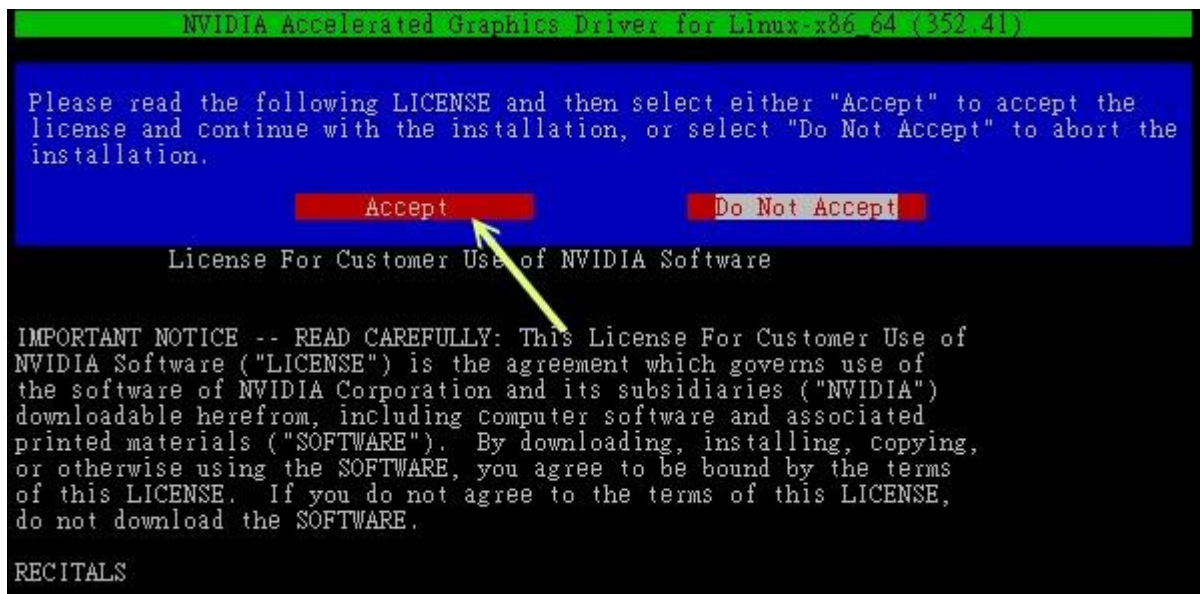 NVIDIA Accelerated Graphics Driver for Linux-x86_64 (352.41)
Please read the following LICENSE and then select either "Accept" to accept the
license and continue with the installation, or select "Do Not Accept" to abort the
installation.
Accept Do Not Accept
License For Customer Use of NVIDIA Software
IMPORTANT NOTICE -- READ CAREFULLY: This License For Customer Use of
NVIDIA Software ("LICENSE") is the agreement which governs use of
the software of NVIDIA Corporation and its subsidiaries ("NVIDIA")
downloadable herefrom, including computer software and associated
printed materials ("SOFTWARE"). By downloading, installing, copying,
or otherwise using the SOFTWARE, you agree to be bound by the terms
of this LICENSE. If you do not agree to the terms of this LICENSE,
do not download the SOFTWARE.
RECITALS